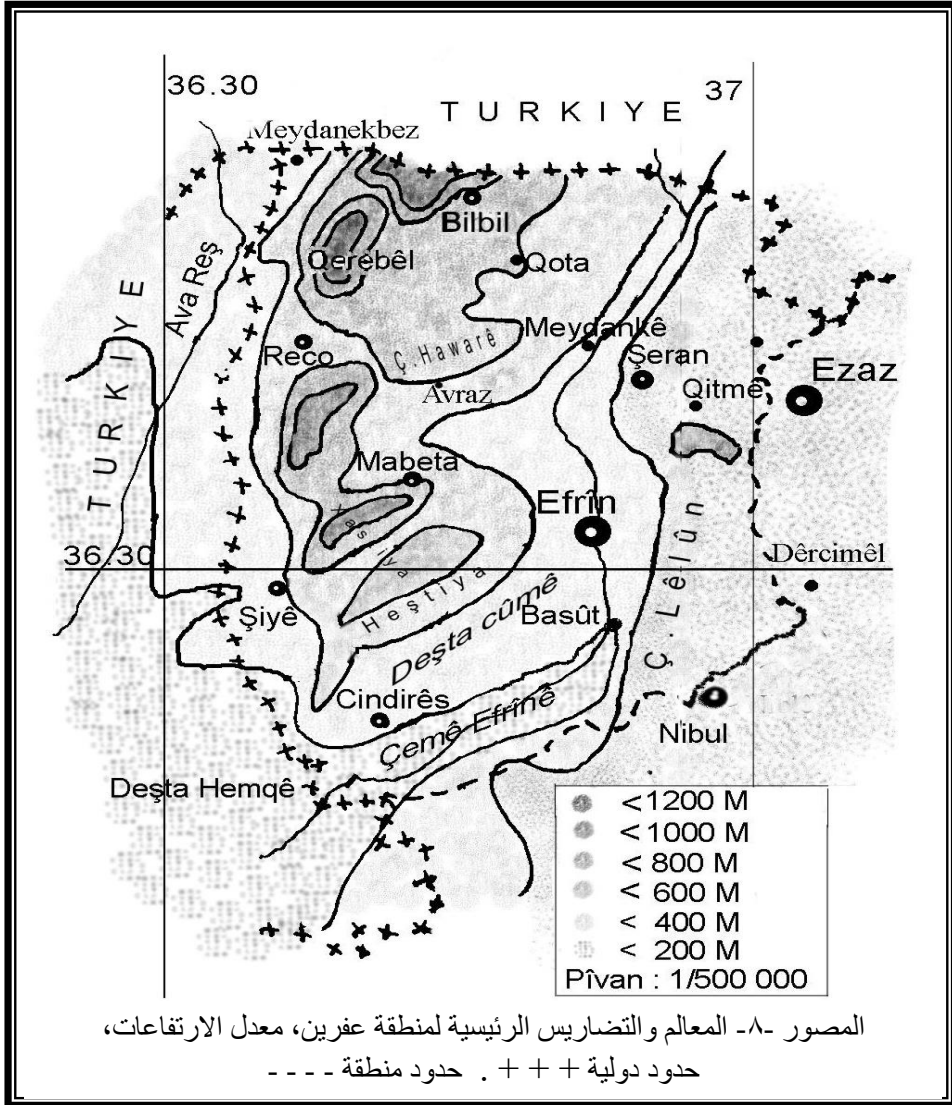 36.30
37
TURKIYE
Meydanekbez
Bilbil
Qerebêl
Qota
Ava Reş
TURKIYE
Meydankê
Reco
Ç.Hawarê
Şeran
Ezaz
Avraz
Qitmê
Mabeta
Efrîn
Xastiya
36.30
Heştiya
Ç.Lêlûn
Dêrcimêl
Şiyê
Deşta cûmê
Basût
Cindirês
Çemê Efrînê
Nibul
Deşta Hemqê
<1200 M
<1000 M
< 800 M
< 600 M
< 400 M
< 200 M
Pîvan : 1/500 000
المصور -٨- المعالم والتضاريس الرئيسية لمنطقة عفرين، معدل الارتفاعات،
حدود دولية + + + . حدود منطقة - - - -